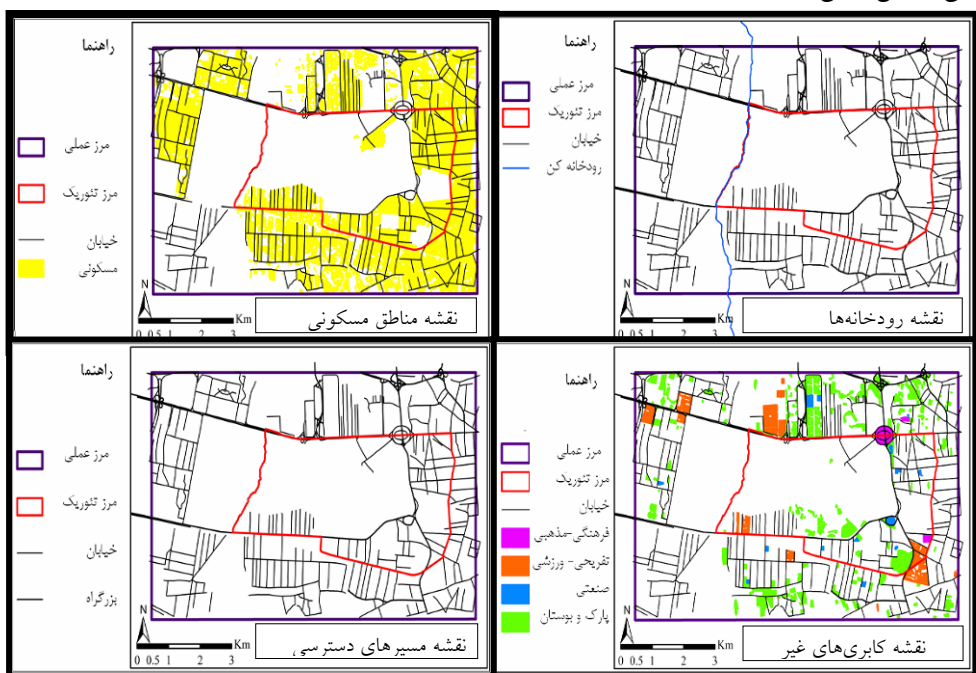 راهنما
مرز عملی
مرز تئوریک
خیابان
مسکونی
N
0 0.5 1 2 3 Km
نقشه مناطق مسکونی
راهنما
مرز عملی
مرز تئوریک
خیابان
رودخانه کن
N
0 0.5 1 2 3 Km
نقشه رودخانه‌ها
راهنما
مرز عملی
مرز تئوریک
خیابان
بزرگراه
N
0 0.5 1 2 3 Km
نقشه مسیرهای دسترسی
راهنما
مرز عملی
مرز تئوریک
خیابان
فرهنگی-مذهبی
تفریحی- ورزشی
صنعتی
پارک و بوستان
N
0 0.5 1 2 3 Km
نقشه کابری‌های غیر